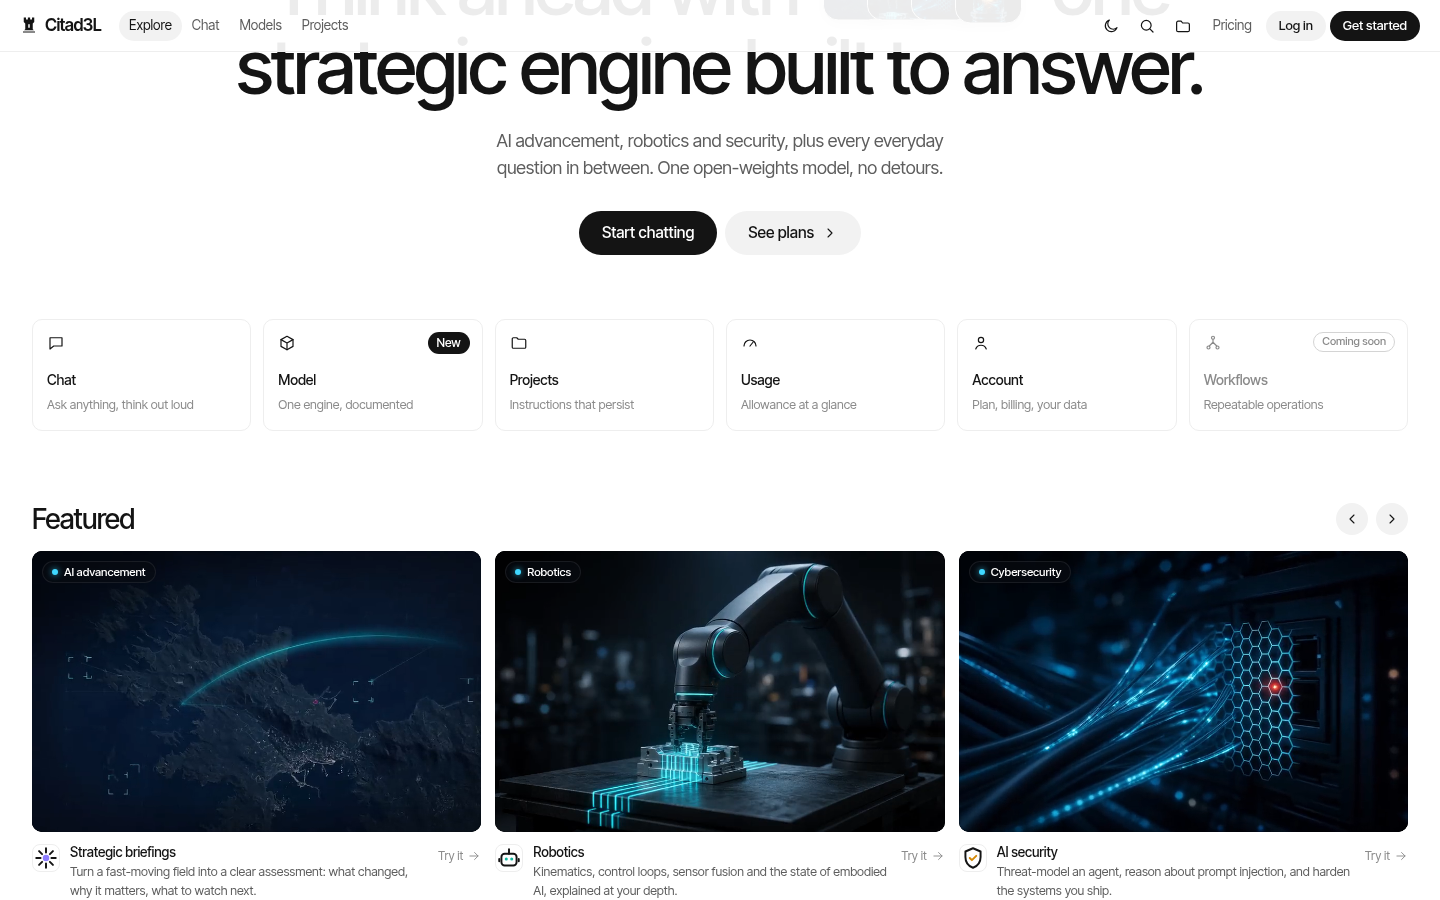 Citad3L
Explore
Chat
Models
Projects
Pricing
Log in
Get started
Think ahead with one
strategic engine built to answer.
AI advancement, robotics and security, plus every everyday
question in between. One open-weights model, no detours.
Start chatting
See plans
Chat
Ask anything, think out loud
New
Model
One engine, documented
Projects
Instructions that persist
Usage
Allowance at a glance
Account
Plan, billing, your data
Coming soon
Workflows
Repeatable operations
Featured
AI advancement
Robotics
Cybersecurity
Strategic briefings
Try it
Turn a fast-moving field into a clear assessment: what changed,
why it matters, what to watch next.
Robotics
Try it
Kinematics, control loops, sensor fusion and the state of embodied
AI, explained at your depth.
AI security
Try it
Threat-model an agent, reason about prompt injection, and harden
the systems you ship.